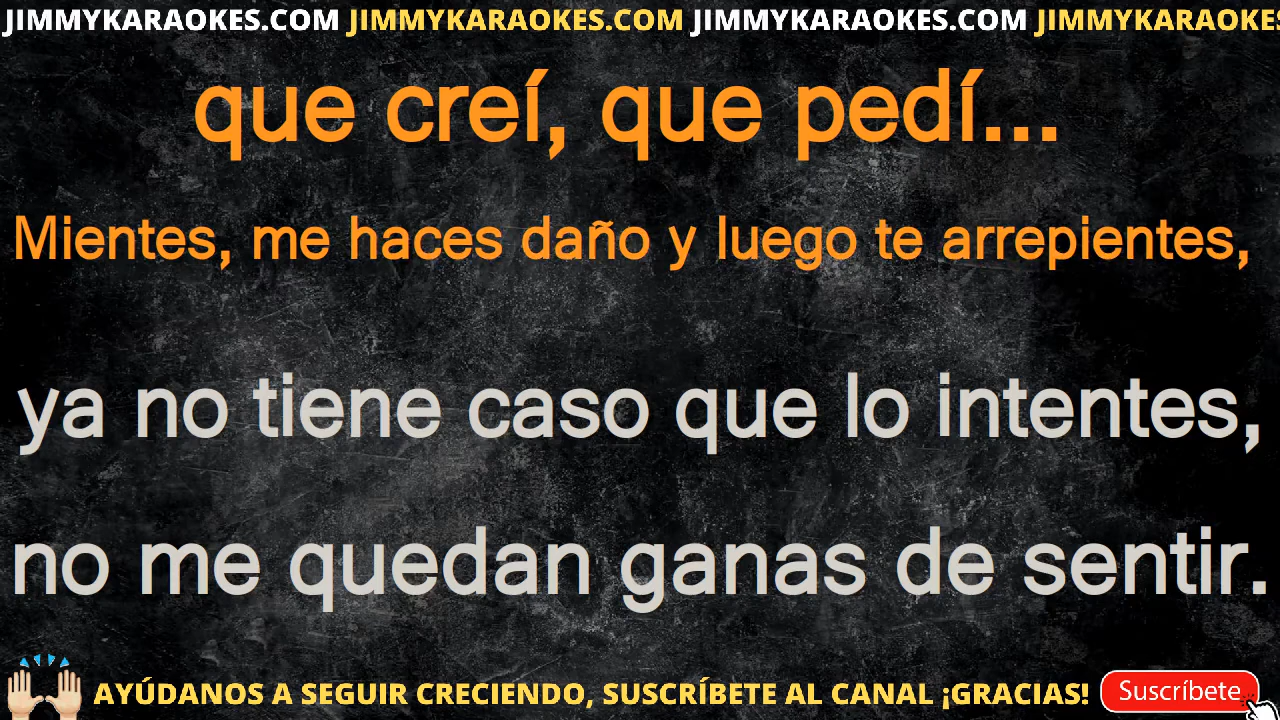 JIMMYKARAOKES.COM JIMMYKARAOKES.COM JIMMYKARAOKES.COM JIMMYKARAOKES
que creí, que pedí...
Mientes, me haces daño y luego te arrepientes,
ya no tiene caso que lo intentes,
no me quedan ganas de sentir.
AYÚDANOS A SEGUIR CRECIENDO, SUSCRÍBETE AL CANAL ¡GRACIAS! Suscríbete